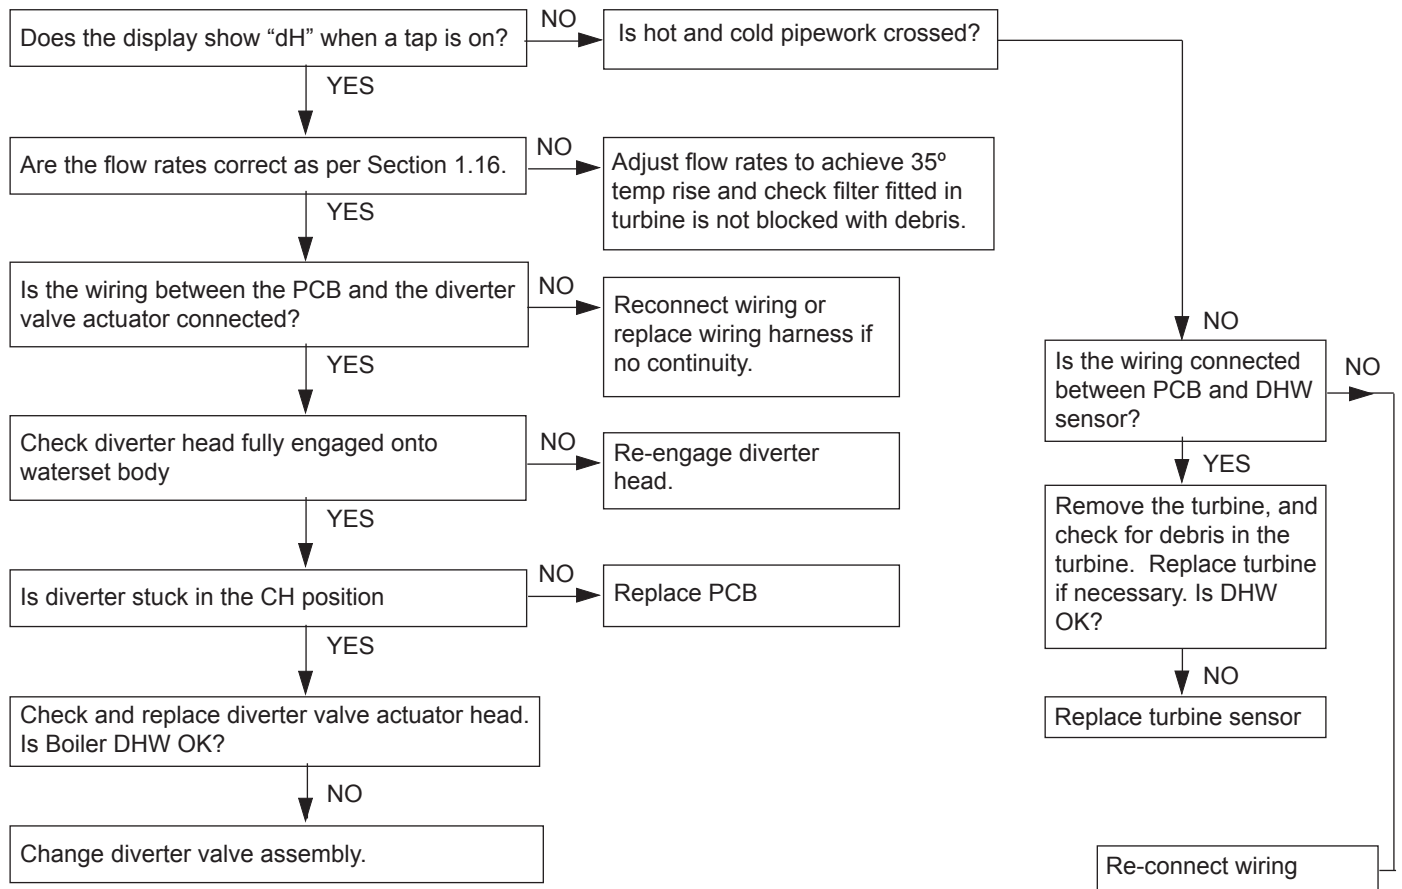 Does the display show “dH” when a tap is on?
NO
Is hot and cold pipework crossed?
YES
Are the flow rates correct as per Section 1.16.
NO
Adjust flow rates to achieve 35º
temp rise and check filter fitted in
turbine is not blocked with debris.
YES
Is the wiring between the PCB and the diverter
valve actuator connected?
NO
Reconnect wiring or
replace wiring harness if
no continuity.
YES
Check diverter head fully engaged onto
waterset body
NO
Re-engage diverter
head.
YES
Is diverter stuck in the CH position
NO
Replace PCB
YES
Check and replace diverter valve actuator head.
Is Boiler DHW OK?
NO
Change diverter valve assembly.
NO
Is the wiring connected
between PCB and DHW
sensor?
NO
YES
Remove the turbine, and
check for debris in the
turbine.  Replace turbine
if necessary. Is DHW
OK?
NO
Replace turbine sensor
Re-connect wiring